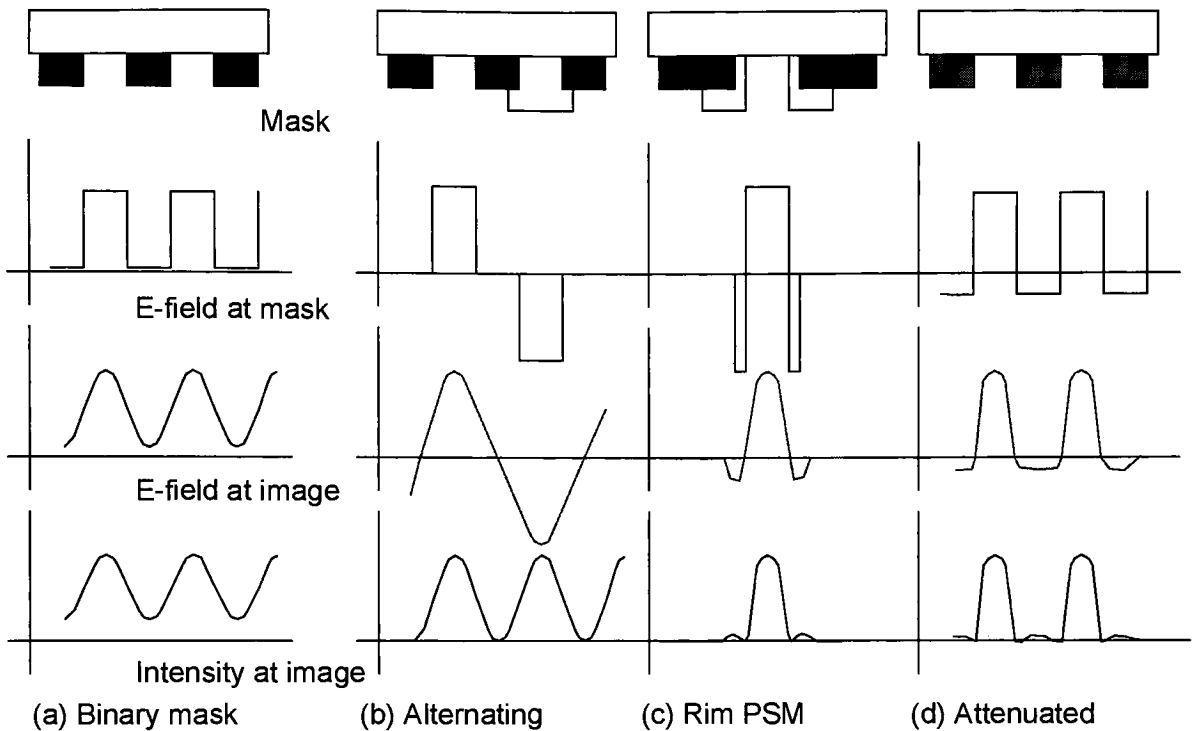 Mask
E-field at mask
E-field at image
Intensity at image
(a) Binary mask
(b) Alternating
(c) Rim PSM
(d) Attenuated